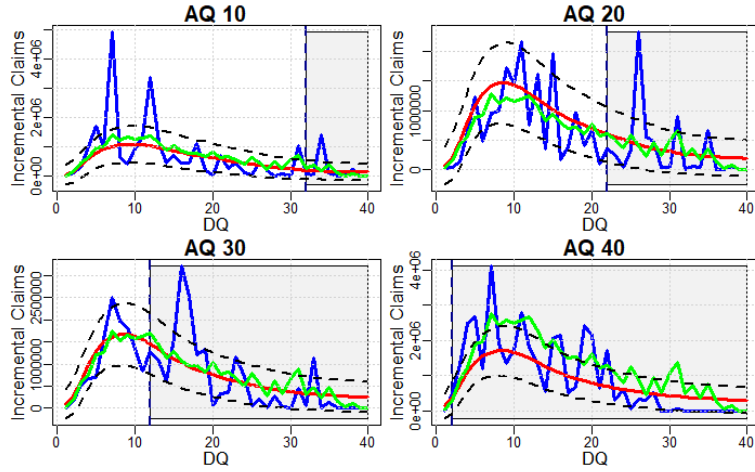 AQ 10
Incremental Claims
0e+00 2e+06 4e+06
0 10 20 30 40
DQ
AQ 20
Incremental Claims
0 1000000
0 10 20 30 40
DQ
AQ 30
Incremental Claims
0 1000000 2500000
0 10 20 30 40
DQ
AQ 40
Incremental Claims
0e+00 2e+06 4e+06
0 10 20 30 40
DQ